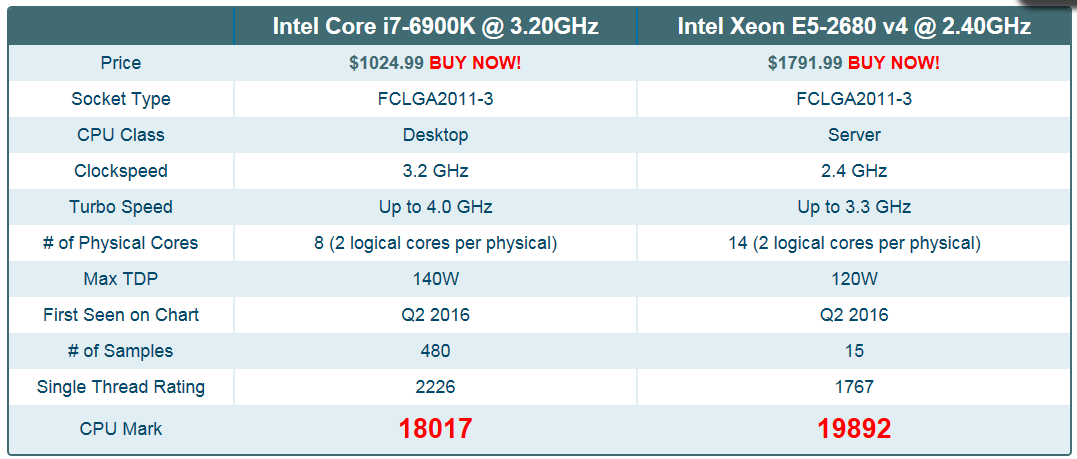 Intel Core i7-6900K @ 3.20GHz Intel Xeon E5-2680 v4 @ 2.40GHz
Price $1024.99 BUY NOW! $1791.99 BUY NOW!
Socket Type FCLGA2011-3 FCLGA2011-3
CPU Class Desktop Server
Clockspeed 3.2 GHz 2.4 GHz
Turbo Speed Up to 4.0 GHz Up to 3.3 GHz
# of Physical Cores 8 (2 logical cores per physical) 14 (2 logical cores per physical)
Max TDP 140W 120W
First Seen on Chart Q2 2016 Q2 2016
# of Samples 480 15
Single Thread Rating 2226 1767
CPU Mark 18017 19892